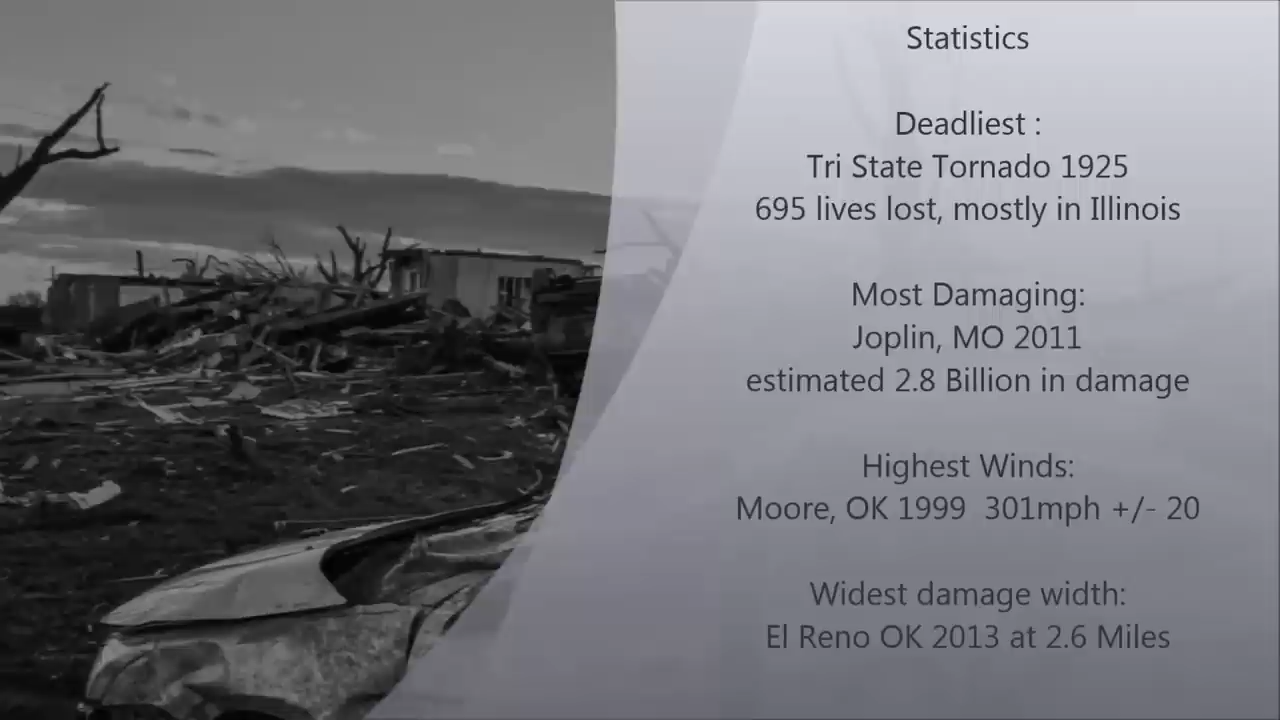 Statistics
Deadliest :
Tri State Tornado 1925
695 lives lost, mostly in Illinois
Most Damaging:
Joplin, MO 2011
estimated 2.8 Billion in damage
Highest Winds:
Moore, OK 1999  301mph +/- 20
Widest damage width:
El Reno OK 2013 at 2.6 Miles